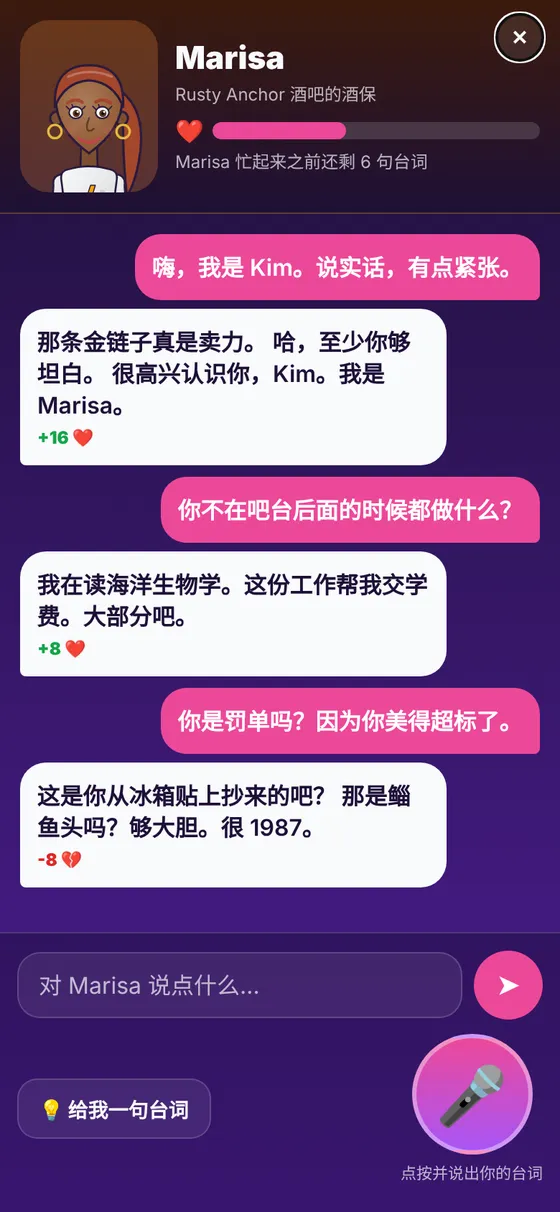 Marisa
Rusty Anchor 酒吧的酒保
Marisa 忙起来之前还剩 6 句台词
嗨，我是 Kim。说实话，有点紧张。
那条金链子真是卖力。 哈，至少你够
坦白。 很高兴认识你，Kim。我是
Marisa。
+16
你不在吧台后面的时候都做什么？
我在读海洋生物学。这份工作帮我交学
费。大部分吧。
+8
你是罚单吗？因为你美得超标了。
这是你从冰箱贴上抄来的吧？ 那是鲻
鱼头吗？够大胆。很 1987。
-8
对 Marisa 说点什么…
给我一句台词
点按并说出你的台词